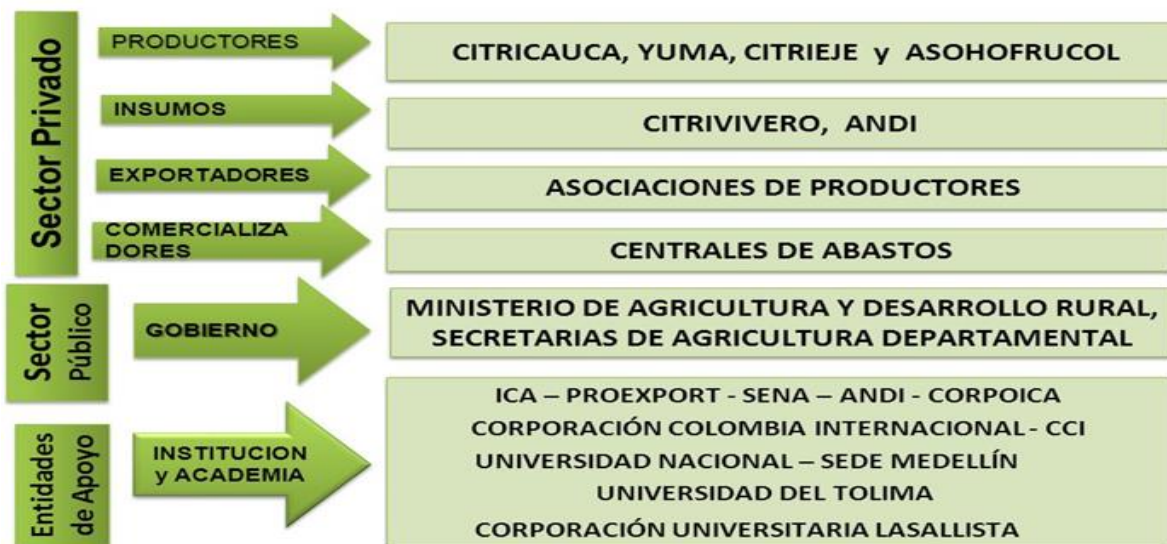 Sector Privado
PRODUCTORES
CITRICAUCA, YUMA, CITRIEJE y ASOHOFRUCOL
INSUMOS
CITRIVIVERO, ANDI
EXPORTADORES
ASOCIACIONES DE PRODUCTORES
COMERCIALIZA
DORES
CENTRALES DE ABASTOS
Sector
Público
GOBIERNO
MINISTERIO DE AGRICULTURA Y DESARROLLO RURAL,
SECRETARIAS DE AGRICULTURA DEPARTAMENTAL
Entidades
de Apoyo
INSTITUCION
y ACADEMIA
ICA – PROEXPORT - SENA – ANDI - CORPOICA
CORPORACIÓN COLOMBIA INTERNACIONAL - CCI
UNIVERSIDAD NACIONAL – SEDE MEDELLÍN
UNIVERSIDAD DEL TOLIMA
CORPORACIÓN UNIVERSITARIA LASALLISTA